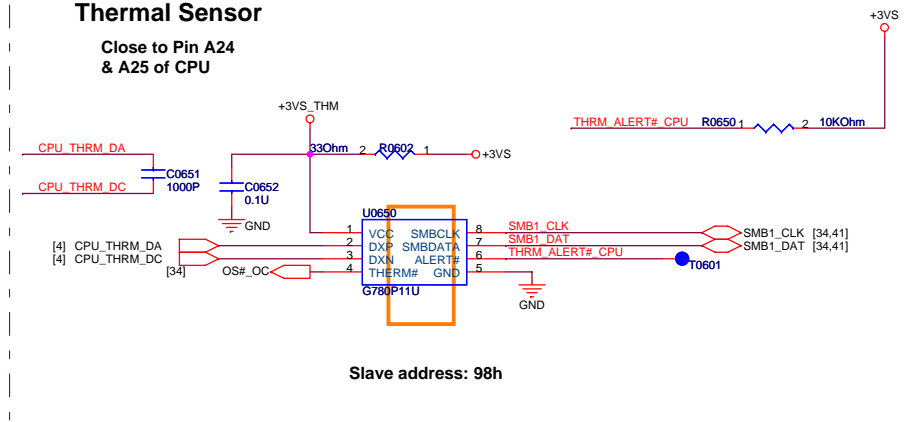 Thermal Sensor
Close to Pin A24
& A25 of CPU
+3VS
+3VS_THM
THRM_ALERT#_CPU R0650 1 2 10KOhm
CPU_THRM_DA
33Ohm 2 R0602 1 +3VS
C0651
1000P
CPU_THRM_DC
C0652
0.1U
GND
U0650
1 VCC SMBCLK 8 SMB1_CLK SMB1_CLK [34,41]
[4] CPU_THRM_DA 2 DXP SMBDATA 7 SMB1_DAT SMB1_DAT [34,41]
[4] CPU_THRM_DC 3 DXN ALERT# 6 THRM_ALERT#_CPU T0601
[34] OS#_OC 4 THERM# GND 5
G780P11U
GND
Slave address: 98h